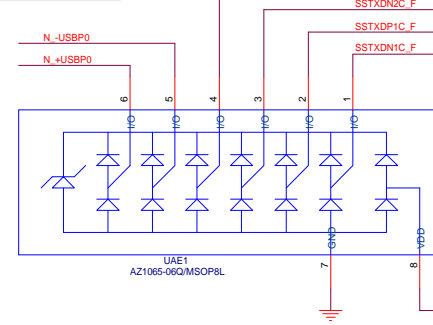 SSTXDN2C_F
SSTXDP1C_F
N_-USBP0
SSTXDN1C_F
N_+USBP0
6 5 4 3 2 1
I/O I/O I/O I/O I/O I/O
GND
VDD
7 8
UAE1
AZ1065-06Q/MSOP8L